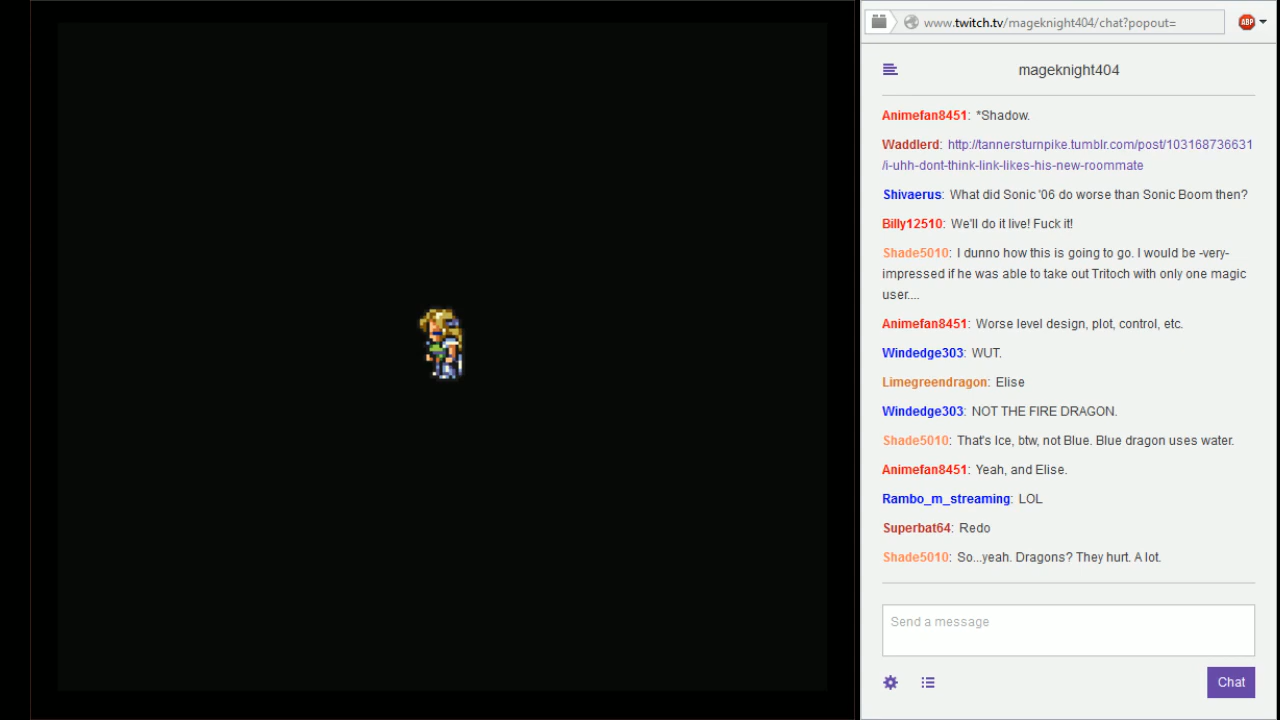 www.twitch.tv/mageknight404/chat?popout=
ABP
mageknight404
Animefan8451: *Shadow.
Waddlerd: http://tannersturnpike.tumblr.com/post/103168736631
/i-uhh-dont-think-link-likes-his-new-roommate
Shivaerus: What did Sonic '06 do worse than Sonic Boom then?
Billy12510: We'll do it live! Fuck it!
Shade5010: I dunno how this is going to go. I would be -very-
impressed if he was able to take out Tritoch with only one magic
user....
Animefan8451: Worse level design, plot, control, etc.
Windedge303: WUT.
Limegreendragon: Elise
Windedge303: NOT THE FIRE DRAGON.
Shade5010: That's Ice, btw, not Blue. Blue dragon uses water.
Animefan8451: Yeah, and Elise.
Rambo_m_streaming: LOL
Superbat64: Redo
Shade5010: So...yeah. Dragons? They hurt. A lot.
Send a message
Chat